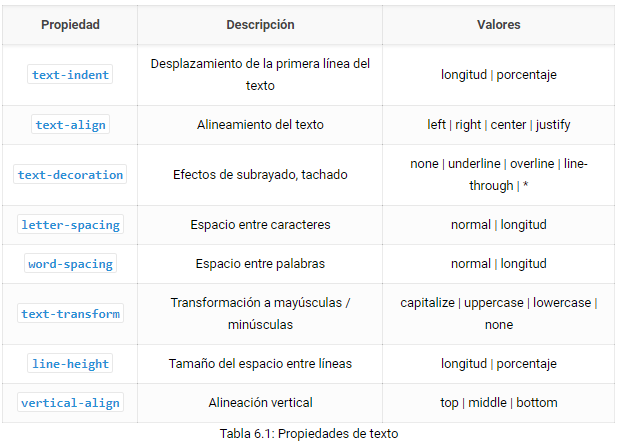 Propiedad Descripción Valores
text-indent Desplazamiento de la primera línea del texto longitud | porcentaje
text-align Alineamiento del texto left | right | center | justify
text-decoration Efectos de subrayado, tachado none | underline | overline | line-through | *
letter-spacing Espacio entre caracteres normal | longitud
word-spacing Espacio entre palabras normal | longitud
text-transform Transformación a mayúsculas / minúsculas capitalize | uppercase | lowercase | none
line-height Tamaño del espacio entre líneas longitud | porcentaje
vertical-align Alineación vertical top | middle | bottom
Tabla 6.1: Propiedades de texto